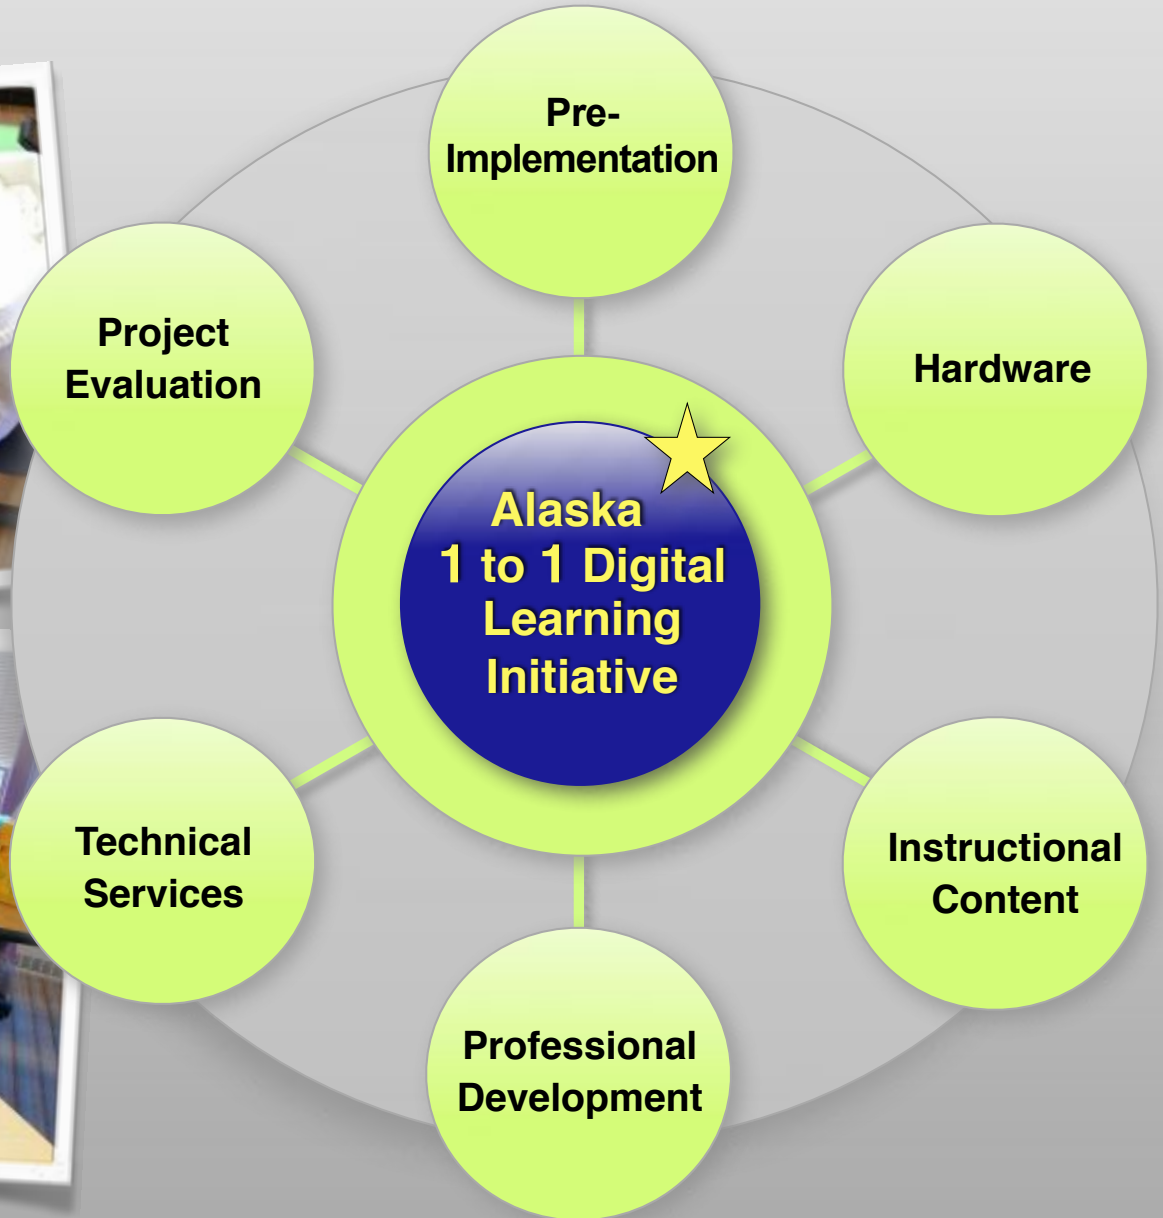 Pre-
Implementation
Project
Evaluation
Hardware
Alaska
1 to 1 Digital
Learning
Initiative
Technical
Services
Instructional
Content
Professional
Development